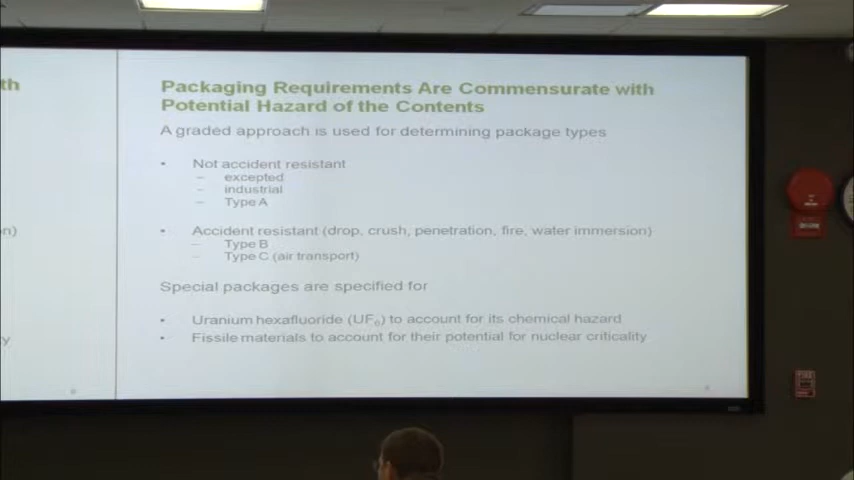 th
Packaging Requirements Are Commensurate with
Potential Hazard of the Contents
A graded approach is used for determining package types
• Not accident resistant
– excepted
– industrial
– Type A
n)
• Accident resistant (drop, crush, penetration, fire, water immersion)
– Type B
– Type C (air transport)
Special packages are specified for
• Uranium hexafluoride (UF6) to account for its chemical hazard
y
• Fissile materials to account for their potential for nuclear criticality
FIRE